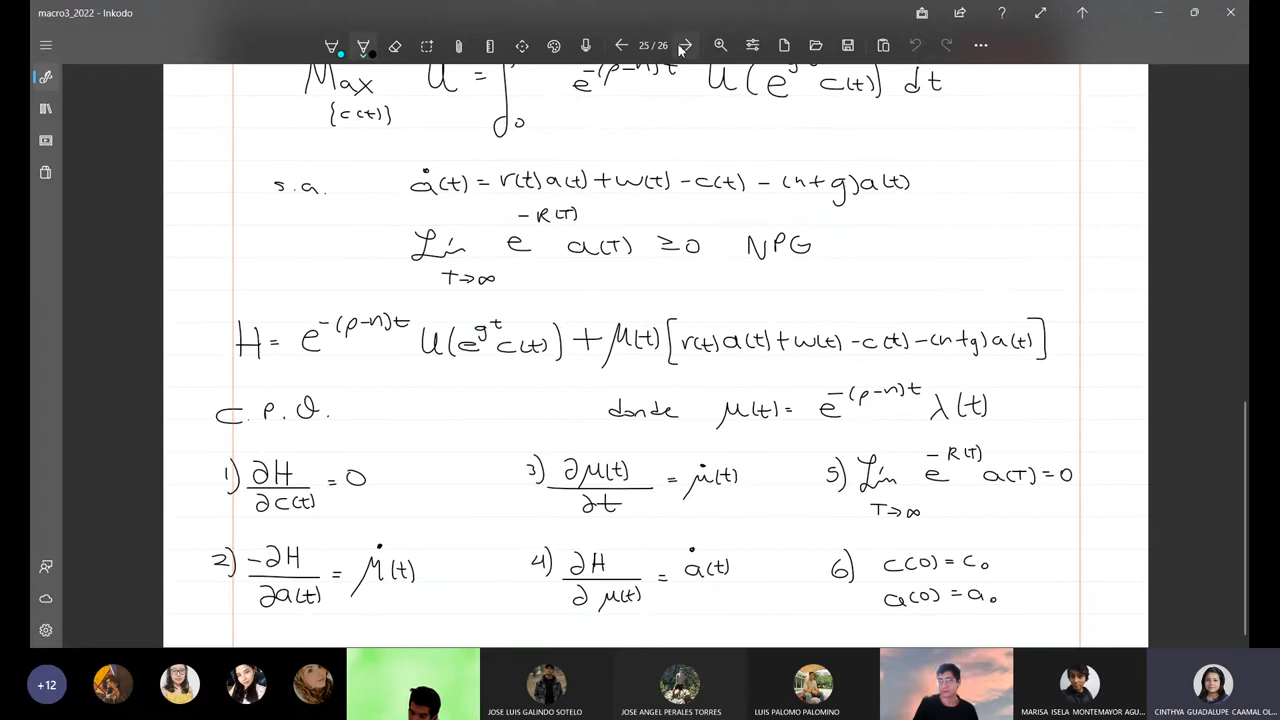 macro3_2022 - Inkodo
25 / 26
Max U = ∫₀ e^{-(ρ-n)t} U(e^{gt} c(t)) dt
{c(t)}
s.a. ȧ(t) = r(t)a(t) + w(t) - c(t) - (n+g)a(t)
Lím e^{-R(T)} a(T) ≥ 0 NPG
T→∞
H = e^{-(ρ-n)t} U(e^{gt} c(t)) + μ(t) [r(t)a(t) + w(t) - c(t) - (n+g)a(t)]
C.P.O. donde μ(t) = e^{-(ρ-n)t} λ(t)
1) ∂H/∂c(t) = 0
2) -∂H/∂a(t) = μ̇(t)
3) ∂μ(t)/∂t = μ̇(t)
4) ∂H/∂μ(t) = ȧ(t)
5) Lím e^{-R(T)} a(T) = 0
T→∞
6) c(0) = c₀
a(0) = a₀
+12
JOSE LUIS GALINDO SOTELO
JOSE ANGEL PERALES TORRES
LUIS PALOMO PALOMINO
MARISA ISELA MONTEMAYOR AGU...
CINTHYA GUADALUPE CAAMAL OL...